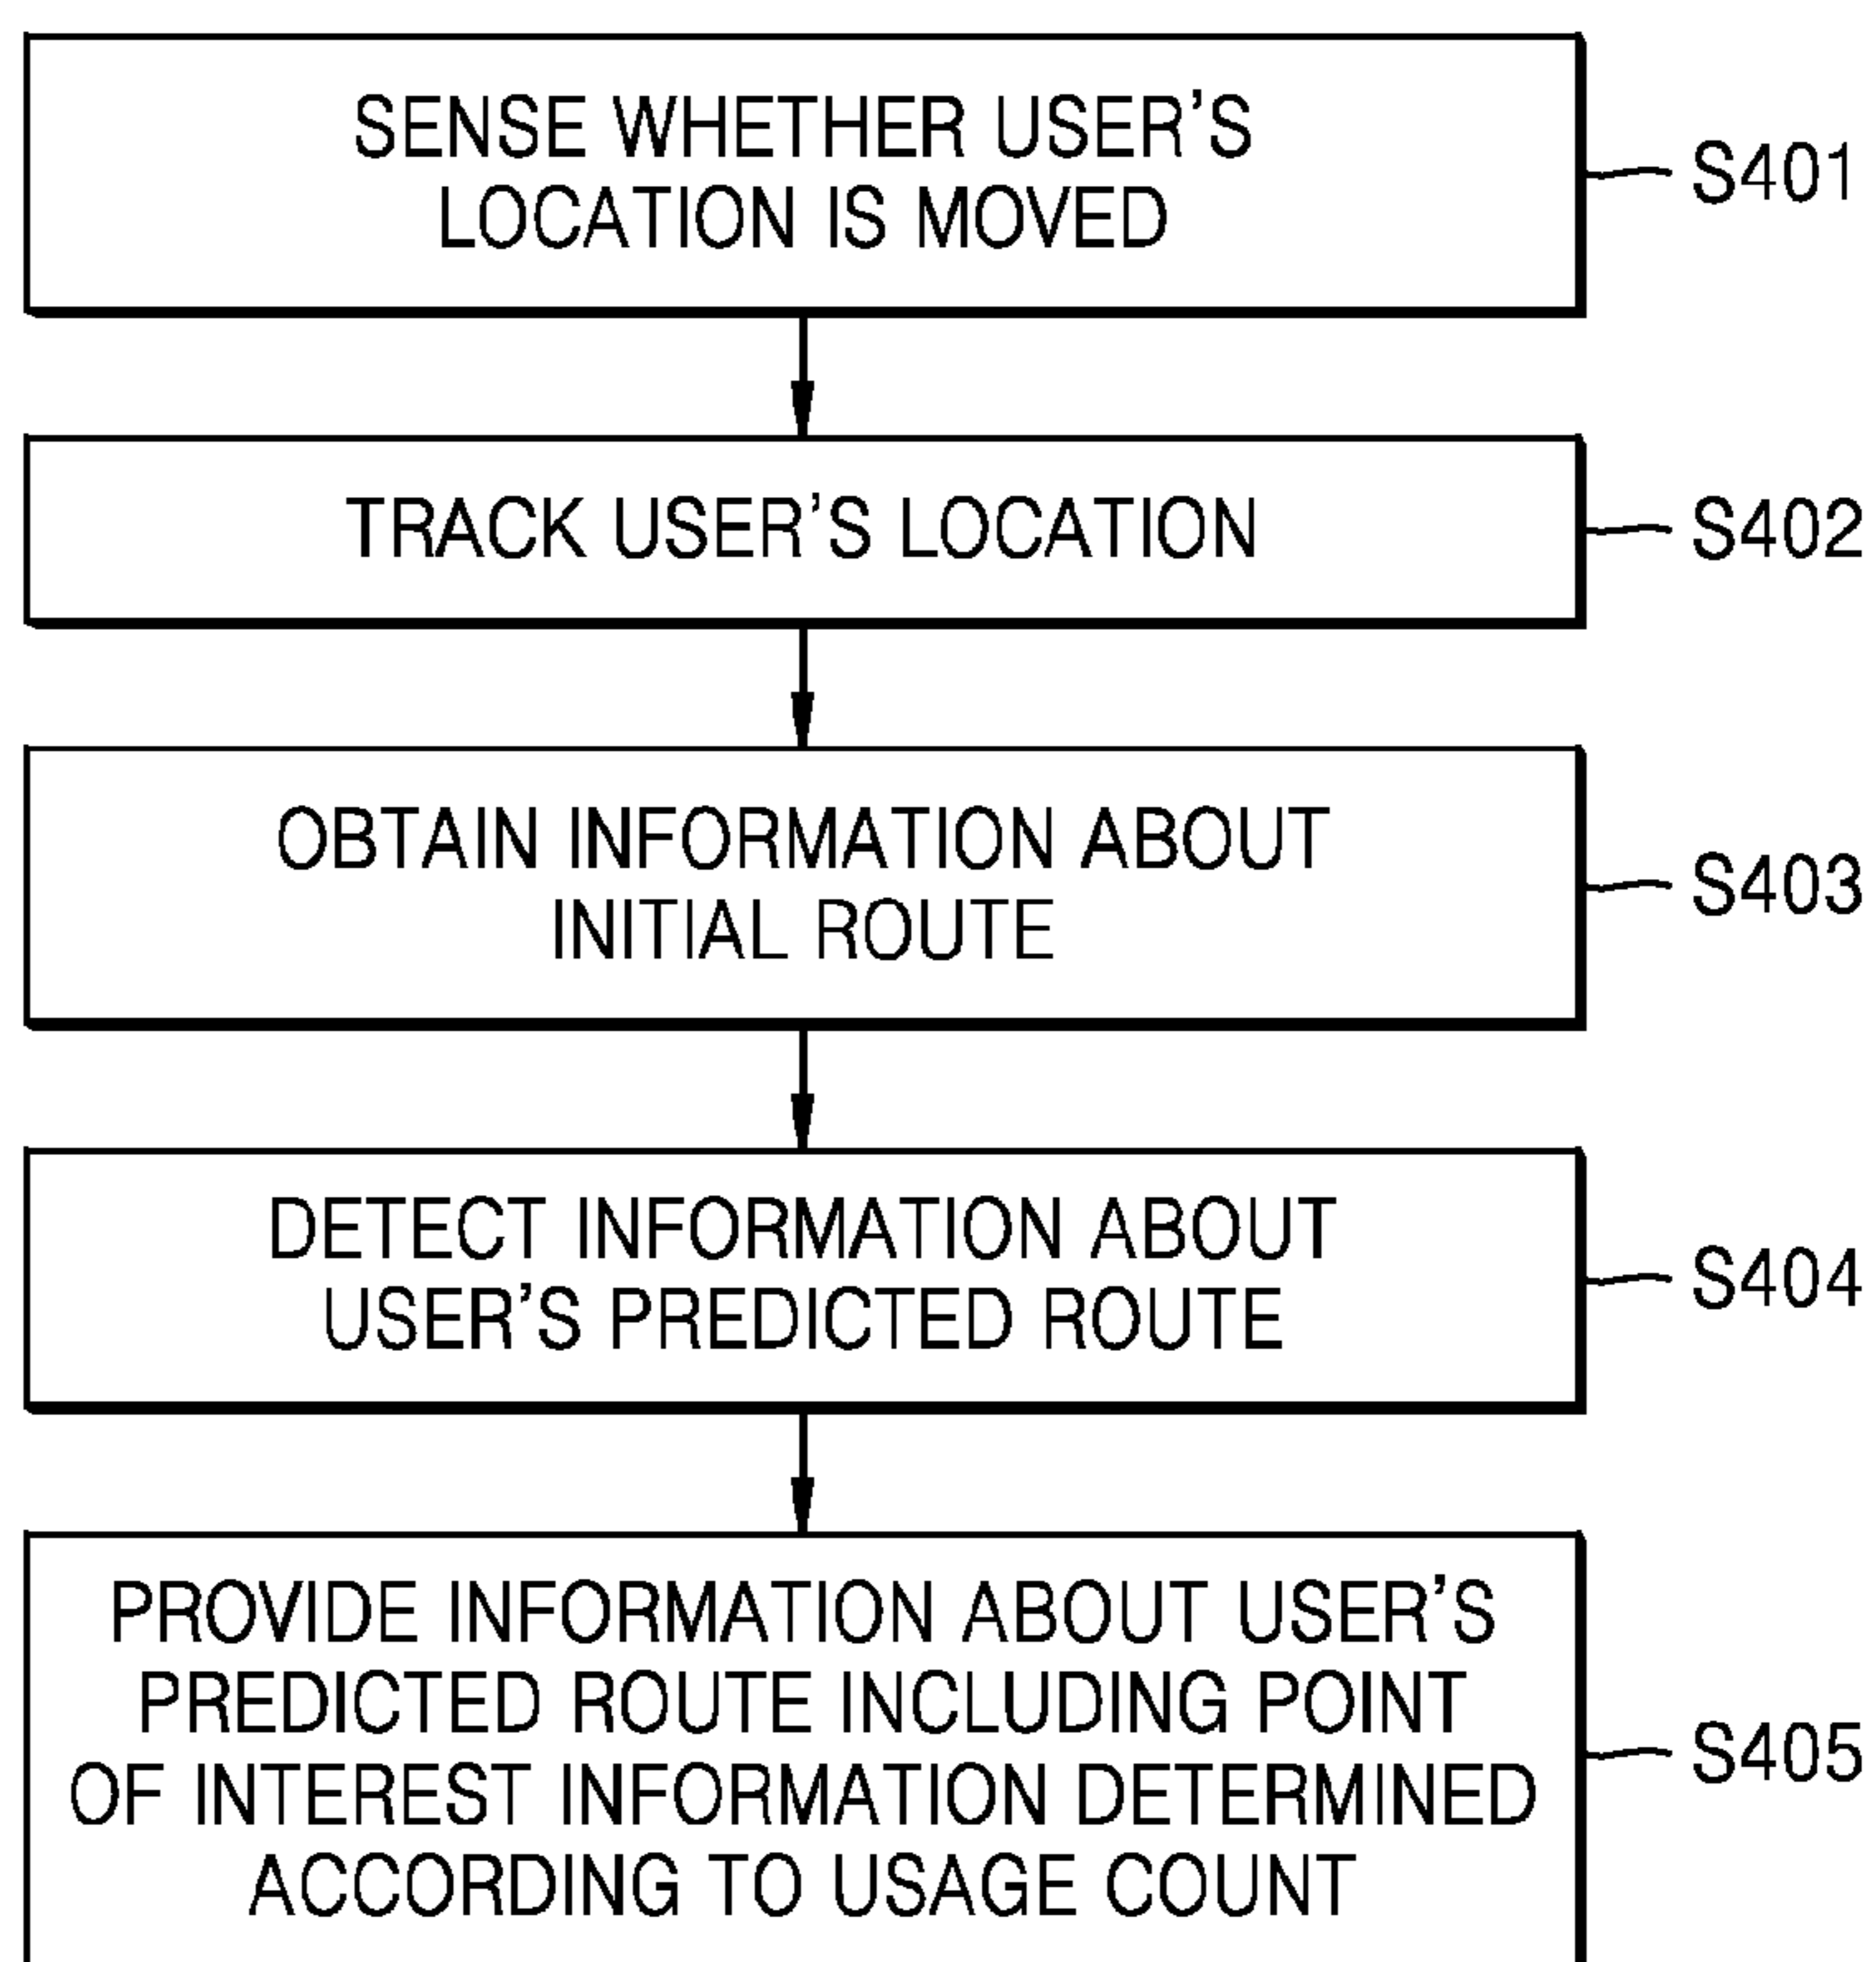 SENSE WHETHER USER'S
LOCATION IS MOVED
S401
TRACK USER'S LOCATION
S402
OBTAIN INFORMATION ABOUT
INITIAL ROUTE
S403
DETECT INFORMATION ABOUT
USER'S PREDICTED ROUTE
S404
PROVIDE INFORMATION ABOUT USER'S
PREDICTED ROUTE INCLUDING POINT
OF INTEREST INFORMATION DETERMINED
ACCORDING TO USAGE COUNT
S405